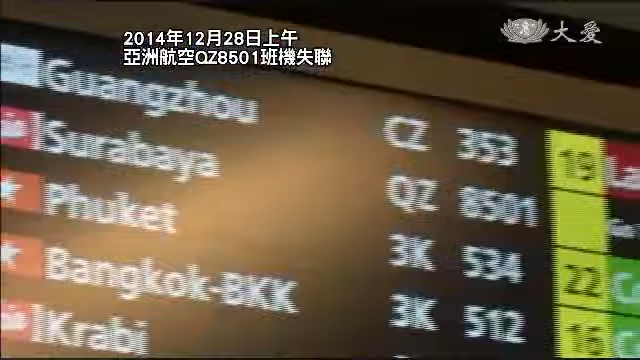 2014年12月28日上午
亞洲航空QZ8501班機失聯
大愛
Guangzhou CZ 353 19
Surabaya QZ 8501
Phuket 3K 534 22
Bangkok-BKK 3K 512 16
Krabi